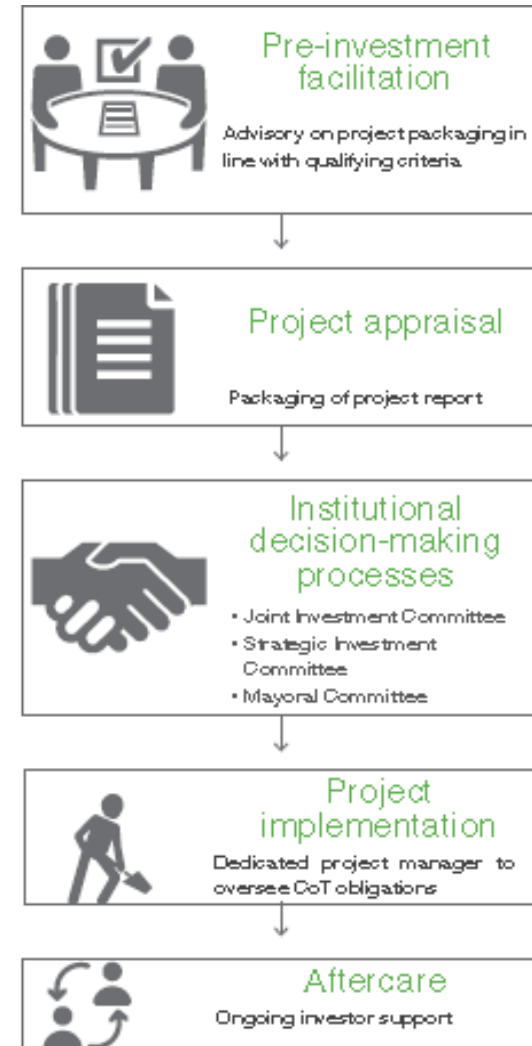 Pre-investment
facilitation
Advisory on project packaging in
line with qualifying criteria
Project appraisal
Packaging of project report
Institutional
decision-making
processes
• Joint Investment Committee
• Strategic Investment
Committee
• Mayoral Committee
Project
implementation
Dedicated project manager to
oversee CoT obligations
Aftercare
Ongoing investor support